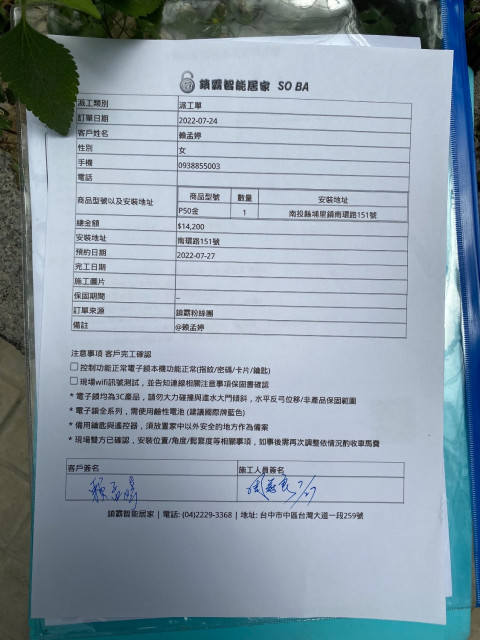 鎖霸智能居家 SO BA
派工類別 派工單
訂單日期 2022-07-24
客戶姓名 賴孟婷
性別 女
手機 0938855003
電話
商品型號以及安裝地址 商品型號 數量 安裝地址
P50金 1 南投縣埔里鎮南環路151號
總金額 $14,200
安裝地址 南環路151號
預約日期 2022-07-27
完工日期
施工圖片
保固期間 –
訂單來源 鎖霸粉絲團
備註 @賴孟婷
注意事項 客戶完工確認
控制功能正常電子鎖本機功能正常(指紋/密碼/卡片/鑰匙)
現場wifi訊號測試，並告知連線相關注意事項保固書確認
* 電子鎖均為3C產品，請勿大力碰撞與進水大門傾斜，水平反弓位移/非產品保固範圍
* 電子鎖全系列，需使用鹼性電池 (建議國際牌藍色)
* 備用鑰匙與遙控器，須放置家中以外安全的地方作為備案
* 現場雙方已確認，安裝位置/角度/鬆緊度等相關事項，如事後需再次調整依情況酌收車馬費
客戶簽名 施工人員簽名
賴孟婷 7/27
鎖霸智能居家 | 電話: (04)2229-3368 | 地址: 台中市中區台灣大道一段259號